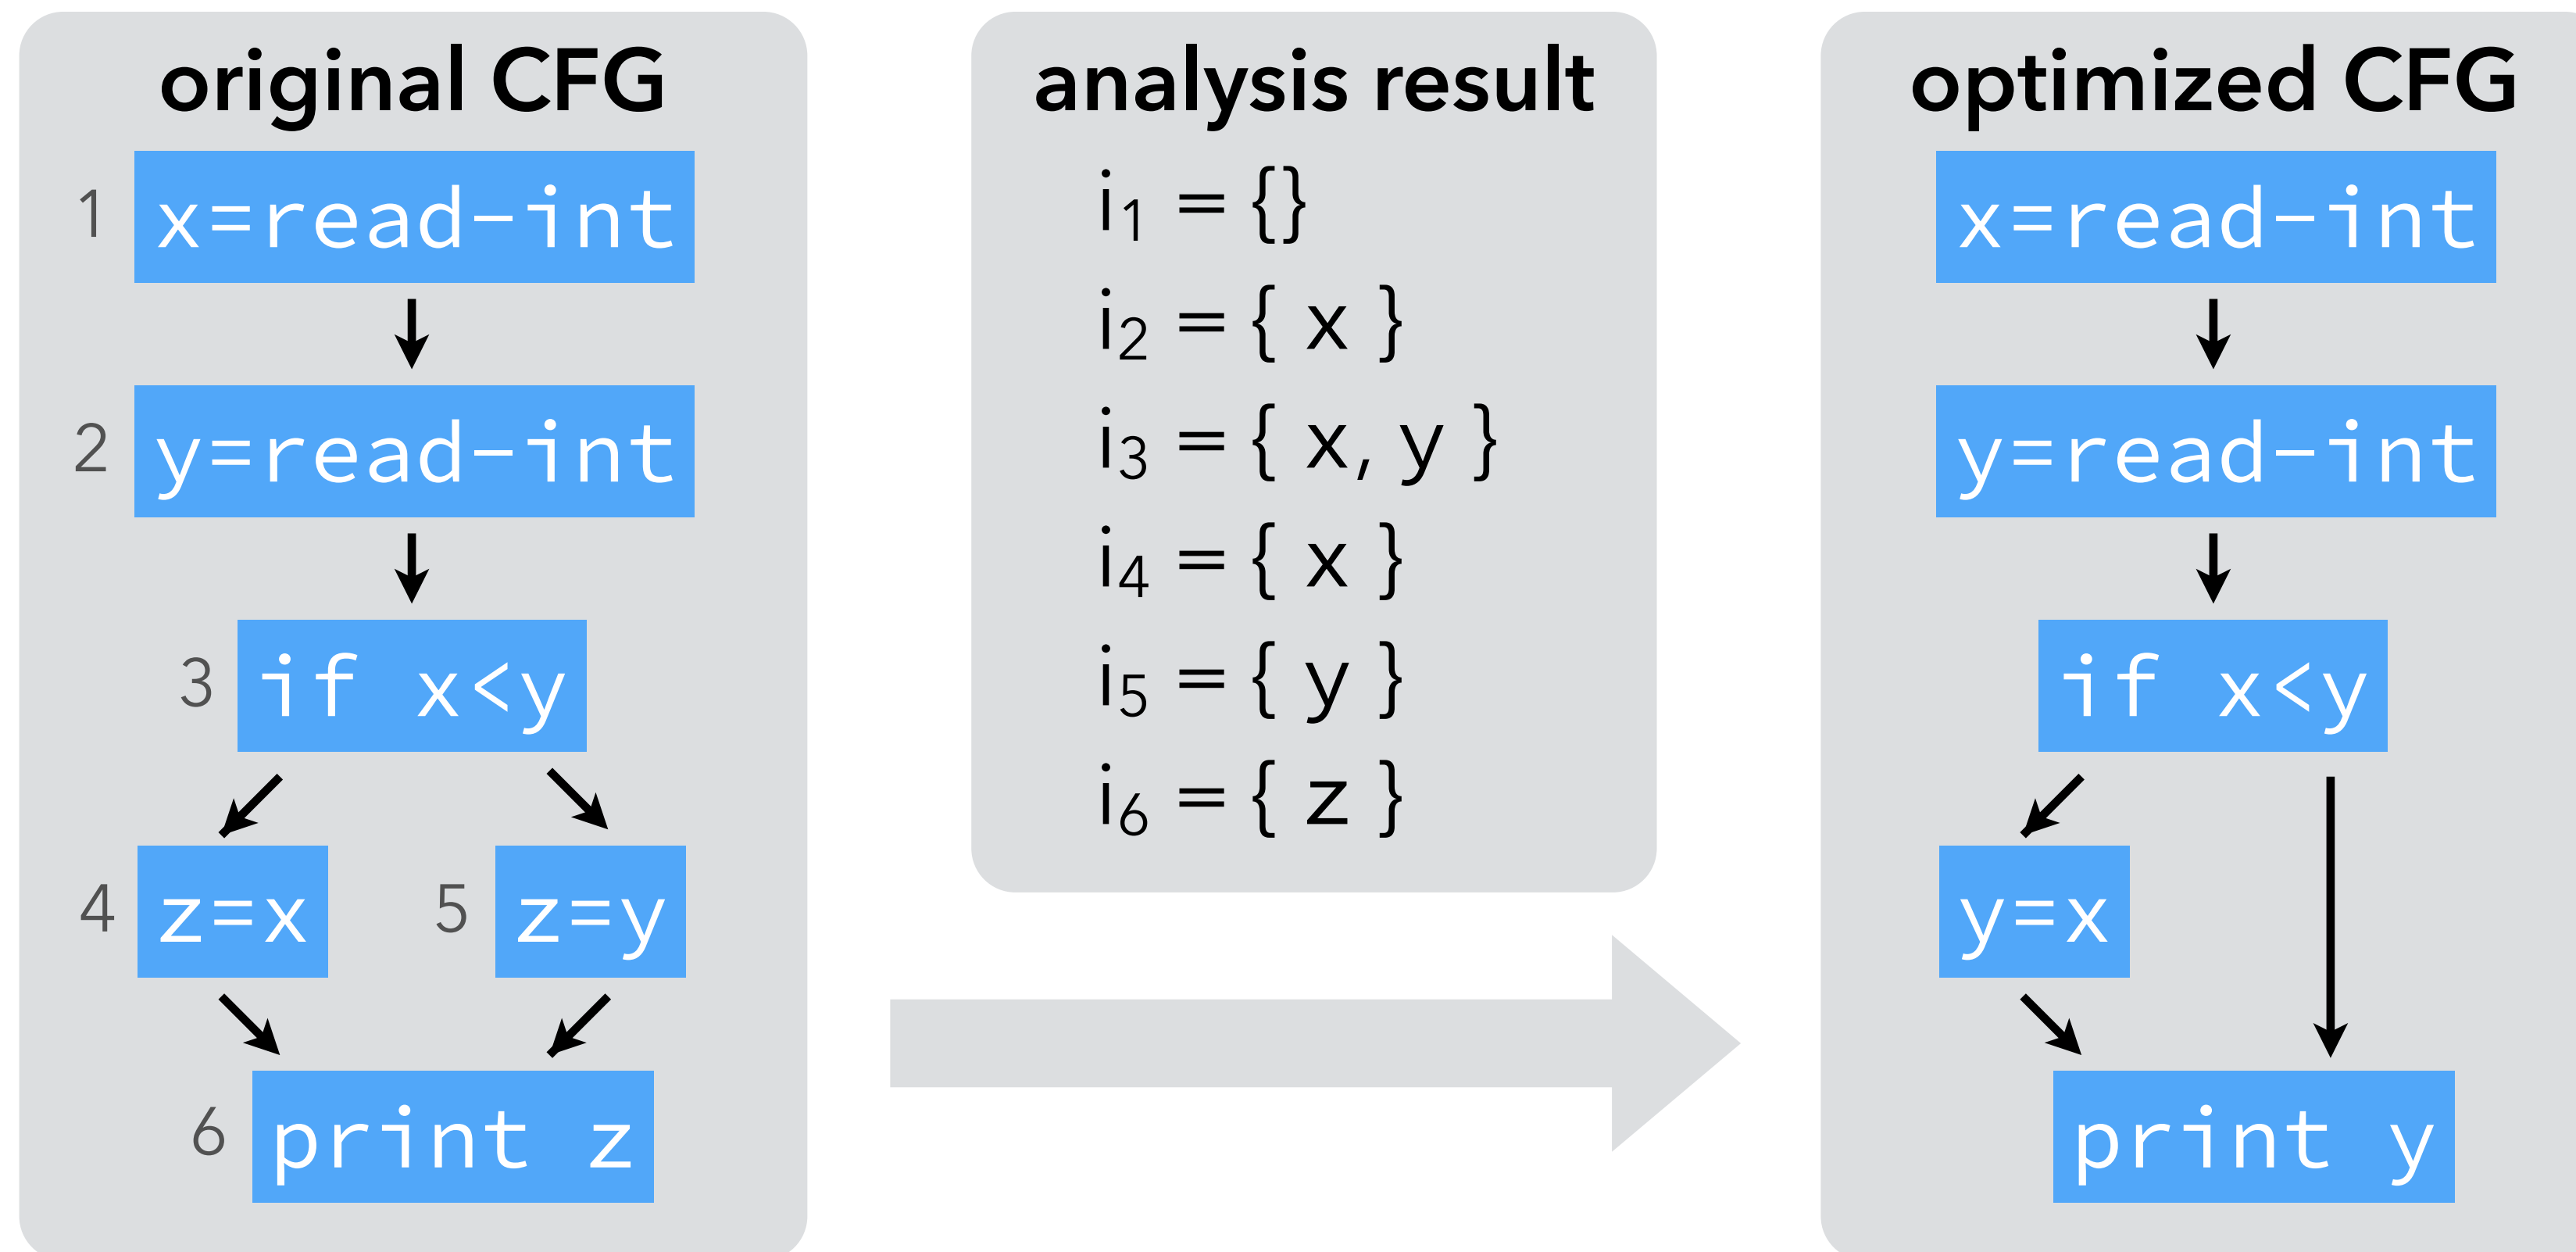 original CFG
1 x=read-int
2 y=read-int
3 if x<y
4 z=x 5 z=y
6 print z
analysis result
i1 = {}
i2 = { x }
i3 = { x, y }
i4 = { x }
i5 = { y }
i6 = { z }
optimized CFG
x=read-int
y=read-int
if x<y
y=x
print y